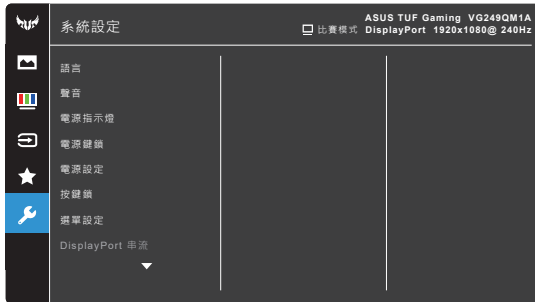 系統設定
ASUS TUF Gaming VG249QM1A
比賽模式 DisplayPort 1920x1080@ 240Hz
語言
聲音
電源指示燈
電源鍵鎖
電源設定
按鍵鎖
選單設定
DisplayPort 串流